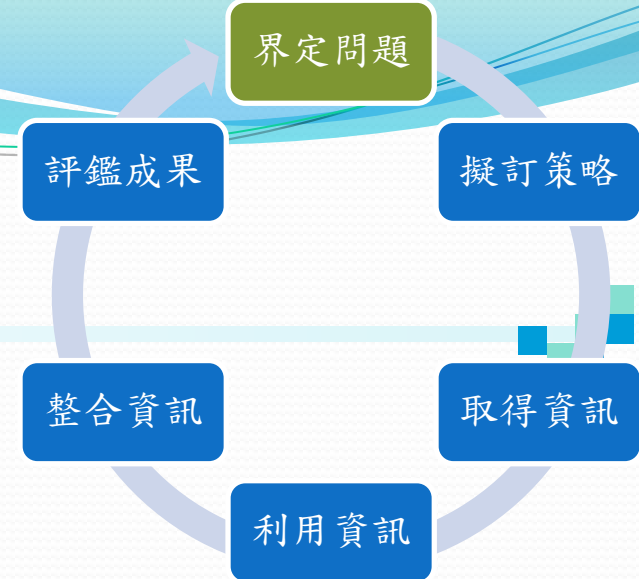 界定問題
擬訂策略
取得資訊
利用資訊
整合資訊
評鑑成果